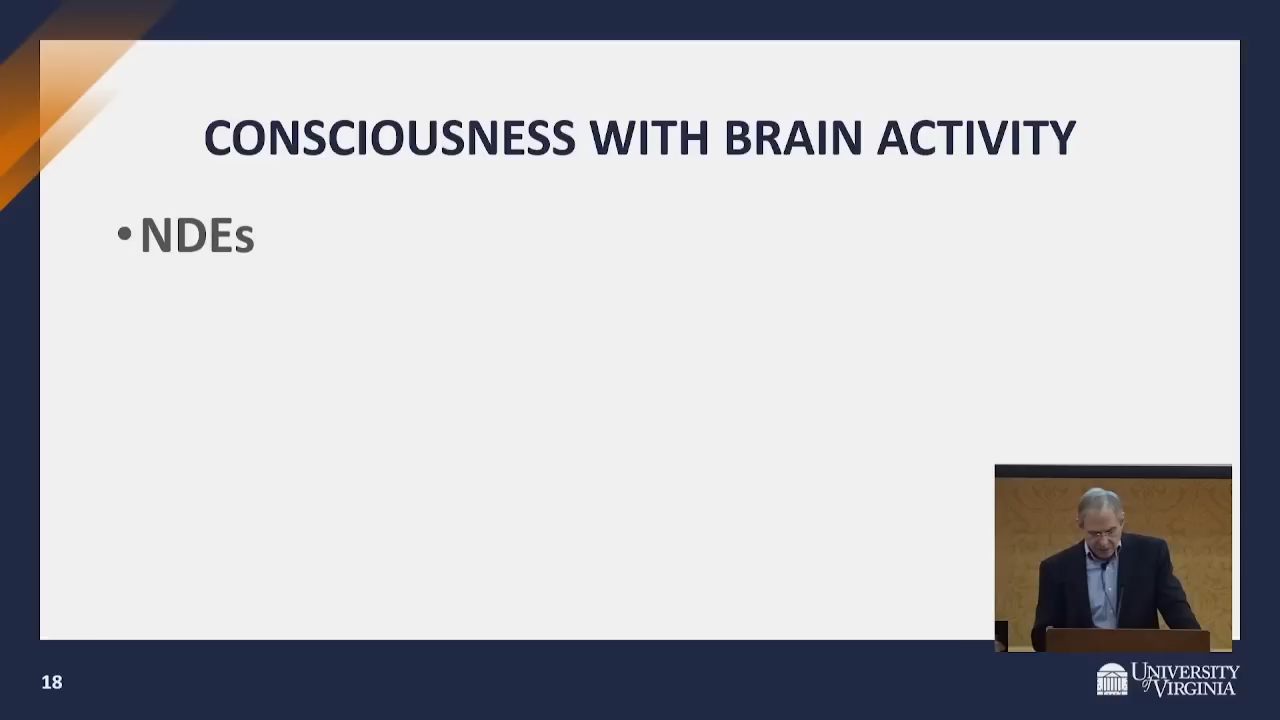 CONSCIOUSNESS WITH BRAIN ACTIVITY
•NDEs
18
UNIVERSITY
of VIRGINIA